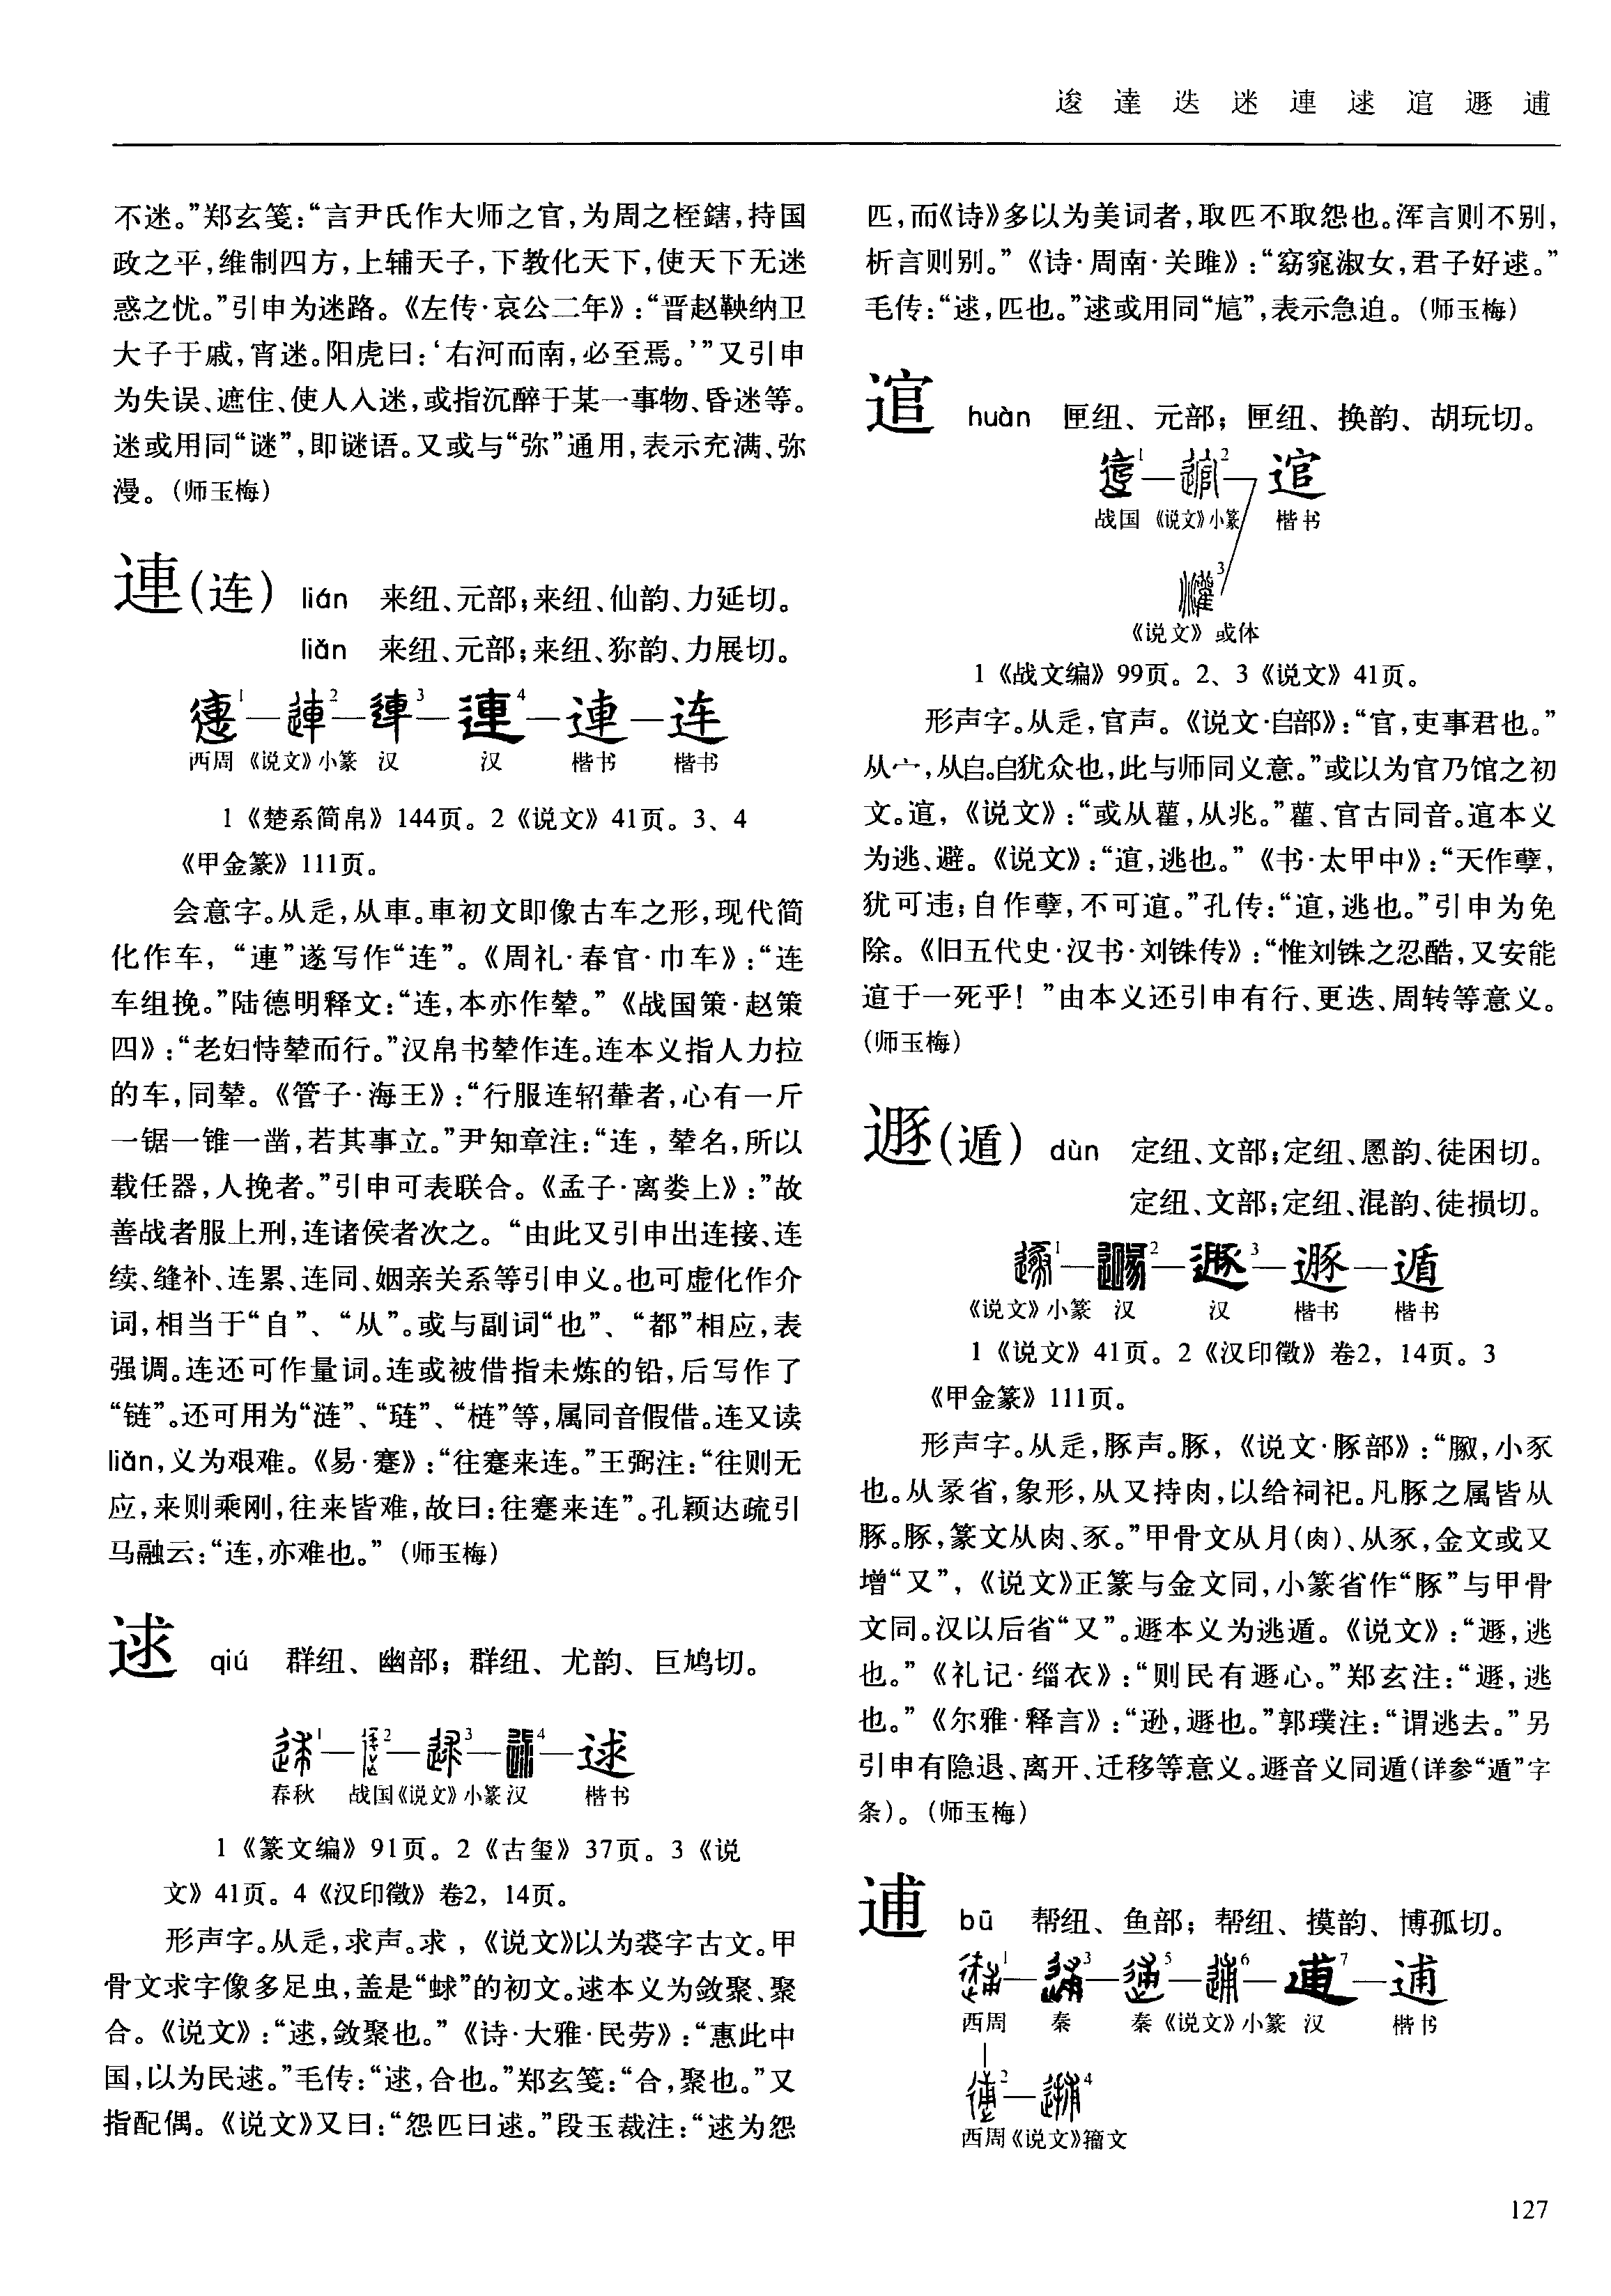 逡 達 迭 迷 連 逑 逭 遯 逋
不迷。”郑玄笺：“言尹氏作大师之官，为周之桎鎋，持国
政之平，维制四方，上辅天子，下教化天下，使天下无迷
惑之忧。”引申为迷路。《左传·哀公二年》：“晋赵鞅纳卫
大子于戚，宵迷。阳虎曰：‘右河而南，必至焉。’”又引申
为失误、遮住、使人入迷，或指沉醉于某一事物、昏迷等。
迷或用同“谜”，即谜语。又或与“弥”通用，表示充满、弥
漫。（师玉梅）
連（连） lián 来纽、元部；来纽、仙韵、力延切。
liǎn 来纽、元部；来纽、狝韵、力展切。
1—2—3—連4—連—连
西周 《说文》小篆 汉 汉 楷书 楷书
1《楚系简帛》144页。2《说文》41页。3、4
《甲金篆》111页。
会意字。从辵，从車。車初文即像古车之形，现代简
化作车，“連”遂写作“连”。《周礼·春官·巾车》：“连
车组挽。”陆德明释文：“连，本亦作辇。”《战国策·赵策
四》：“老妇恃辇而行。”汉帛书辇作连。连本义指人力拉
的车，同辇。《管子·海王》：“行服连轺辇者，心有一斤
一锯一锥一凿，若其事立。”尹知章注：“连，辇名，所以
载任器，人挽者。”引申可表联合。《孟子·离娄上》：”故
善战者服上刑，连诸侯者次之。“由此又引申出连接、连
续、缝补、连累、连同、姻亲关系等引申义。也可虚化作介
词，相当于“自”、“从”。或与副词“也”、“都”相应，表
强调。连还可作量词。连或被借指未炼的铅，后写作了
“链”。还可用为“涟”、“琏”、“梿”等，属同音假借。连又读
liǎn，义为艰难。《易·蹇》：“往蹇来连。”王弼注：“往则无
应，来则乘刚，往来皆难，故曰：往蹇来连”。孔颖达疏引
马融云：“连，亦难也。”（师玉梅）
逑 qiú 群纽、幽部；群纽、尤韵、巨鸠切。
1—2—3—4—逑
春秋 战国《说文》小篆 汉 楷书
1《篆文编》91页。2《古玺》37页。3《说
文》41页。4《汉印徵》卷2，14页。
形声字。从辵，求声。求，《说文》以为裘字古文。甲
骨文求字像多足虫，盖是“蛷”的初文。逑本义为敛聚、聚
合。《说文》：“逑，敛聚也。”《诗·大雅·民劳》：“惠此中
国，以为民逑。”毛传：“逑，合也。”郑玄笺：“合，聚也。”又
指配偶。《说文》又曰：“怨匹曰逑。”段玉裁注：“逑为怨
匹，而《诗》多以为美词者，取匹不取怨也。浑言则不别，
析言则别。”《诗·周南·关雎》：“窈窕淑女，君子好逑。”
毛传：“逑，匹也。”逑或用同“尵”，表示急迫。（师玉梅）
逭 huàn 匣纽、元部；匣纽、换韵、胡玩切。
1—2—逭
战国 《说文》小篆 楷书
3
《说文》或体
1《战文编》99页。2、3《说文》41页。
形声字。从辵，官声。《说文·𠂤部》：“官，吏事君也。”
从宀，从𠂤。𠂤犹众也，此与师同义意。”或以为官乃馆之初
文。逭，《说文》：“或从雚，从兆。”雚、官古同音。逭本义
为逃、避。《说文》：“逭，逃也。”《书·太甲中》：“天作孽，
犹可违；自作孽，不可逭。”孔传：“逭，逃也。”引申为免
除。《旧五代史·汉书·刘铢传》：“惟刘铢之忍酷，又安能
逭于一死乎！”由本义还引申有行、更迭、周转等意义。
（师玉梅）
遯（遁） dùn 定纽、文部；定纽、慁韵、徒困切。
定纽、文部；定纽、混韵、徒损切。
1—2—遯3—遯—遁
《说文》小篆 汉 汉 楷书 楷书
1《说文》41页。2《汉印徵》卷2，14页。3
《甲金篆》111页。
形声字。从辵，豚声。豚，《说文·豚部》：“𢑓，小豕
也。从彖省，象形，从又持肉，以给祠祀。凡豚之属皆从
豚。豚，篆文从肉、豕。”甲骨文从月（肉）、从豕，金文或又
增“又”，《说文》正篆与金文同，小篆省作“豚”与甲骨
文同。汉以后省“又”。遯本义为逃遁。《说文》：“遯，逃
也。”《礼记·缁衣》：“则民有遯心。”郑玄注：“遯，逃
也。”《尔雅·释言》：“逊，遯也。”郭璞注：“谓逃去。”另
引申有隐退、离开、迁移等意义。遯音义同遁（详参“遁”字
条）。（师玉梅）
逋 bū 帮纽、鱼部；帮纽、摸韵、博孤切。
1—3—5—6—7—逋
西周 秦 秦《说文》小篆 汉 楷书
2—4
西周《说文》籀文
127